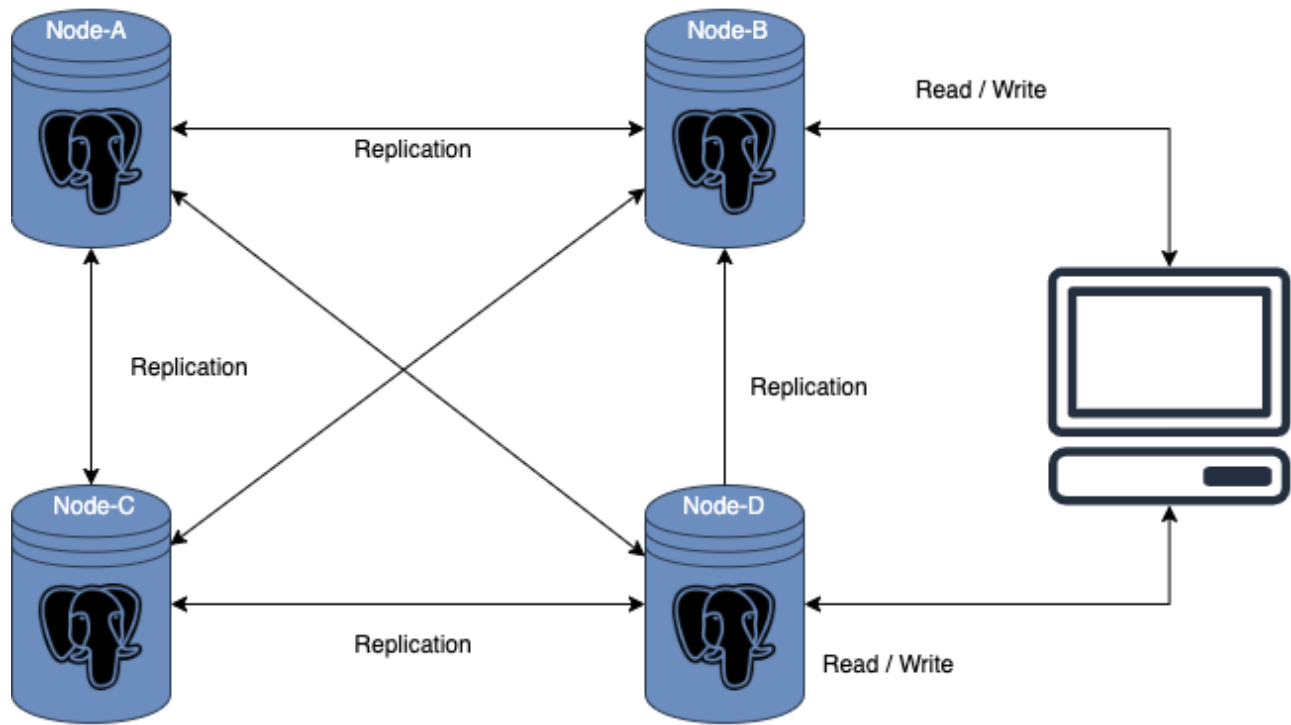 Node-A
Node-B
Read / Write
Replication
Replication
Replication
Node-C
Node-D
Replication
Read / Write